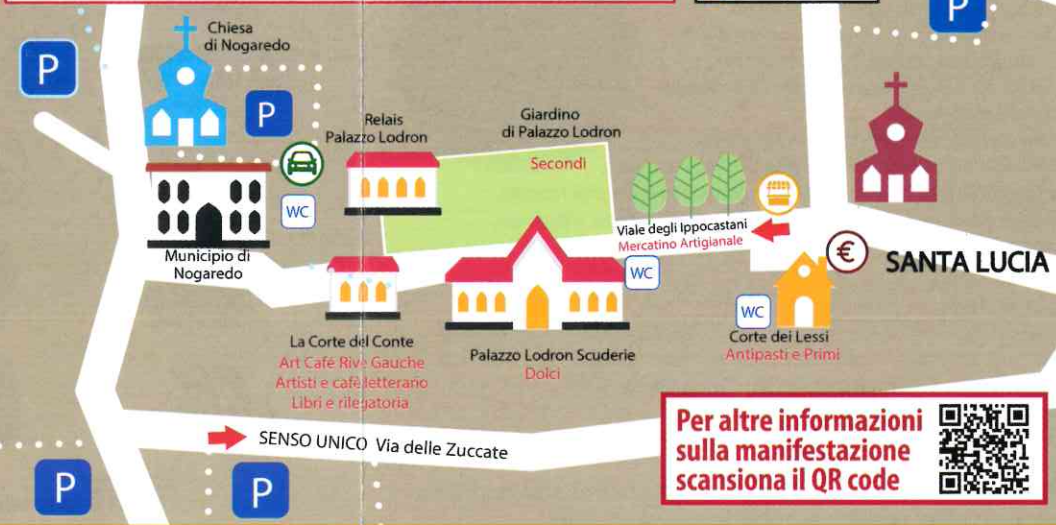 P
Chiesa
di Nogaredo
P
P
Relais
Palazzo Lodron
Giardino
di Palazzo Lodron
Secondi
WC
Municipio di
Nogaredo
Viale degli Ippocastani
Mercatino Artigianale
€
SANTA LUCIA
WC
WC
La Corte del Conte
Art Café Rive Gauche
Artisti e café letterario
Libri e rilegatoria
Palazzo Lodron Scuderie
Dolci
Corte dei Lessi
Antipasti e Primi
SENSO UNICO Via delle Zuccate
Per altre informazioni
sulla manifestazione
scansiona il QR code
P
P